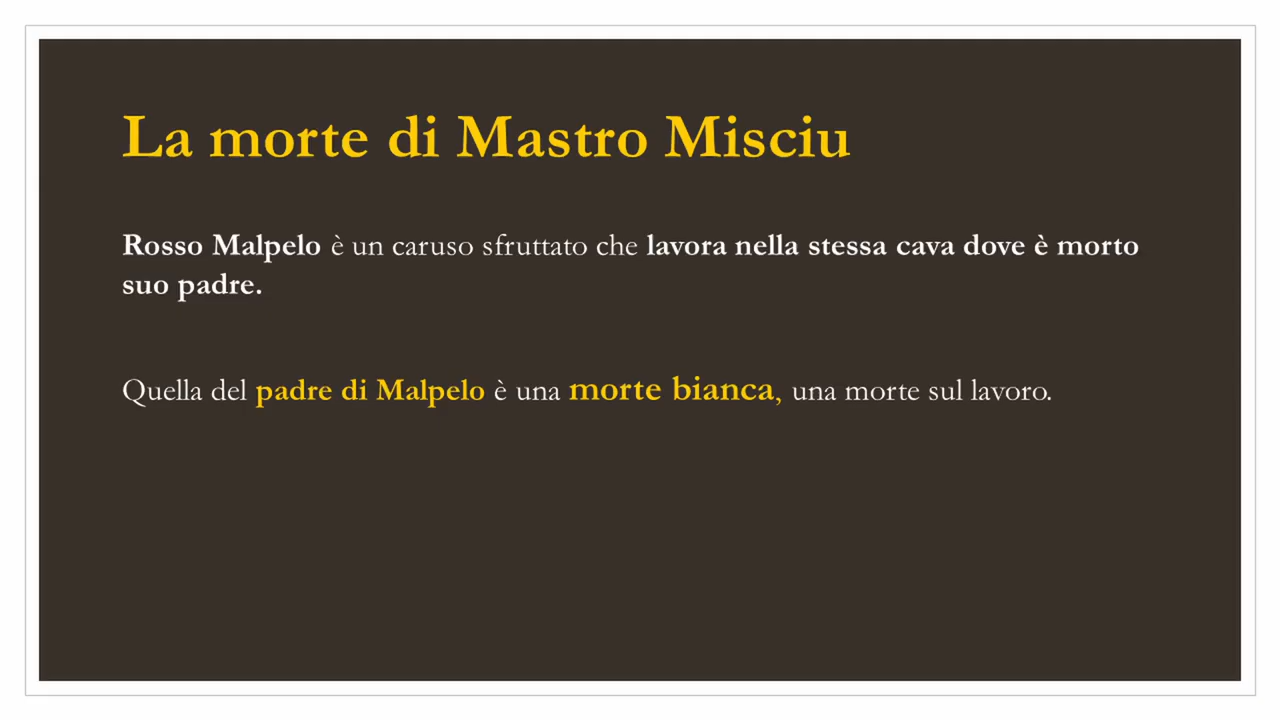 La morte di Mastro Misciu
Rosso Malpelo è un caruso sfruttato che lavora nella stessa cava dove è morto
suo padre.
Quella del padre di Malpelo è una morte bianca, una morte sul lavoro.